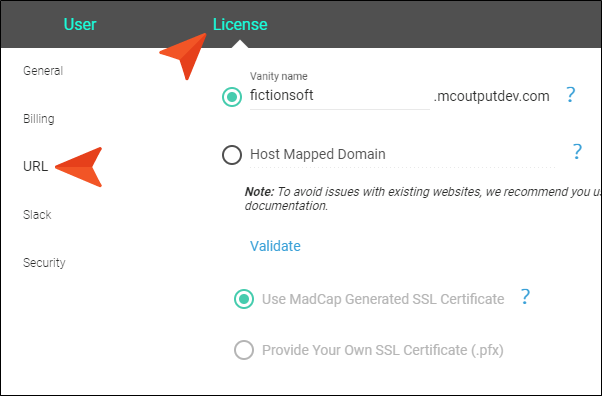 User License
General
Vanity name
fictionsoft .mcoutputdev.com ?
Billing
Host Mapped Domain ?
URL
Note: To avoid issues with existing websites, we recommend you us
documentation.
Slack
Validate
Security
Use MadCap Generated SSL Certificate ?
Provide Your Own SSL Certificate (.pfx)